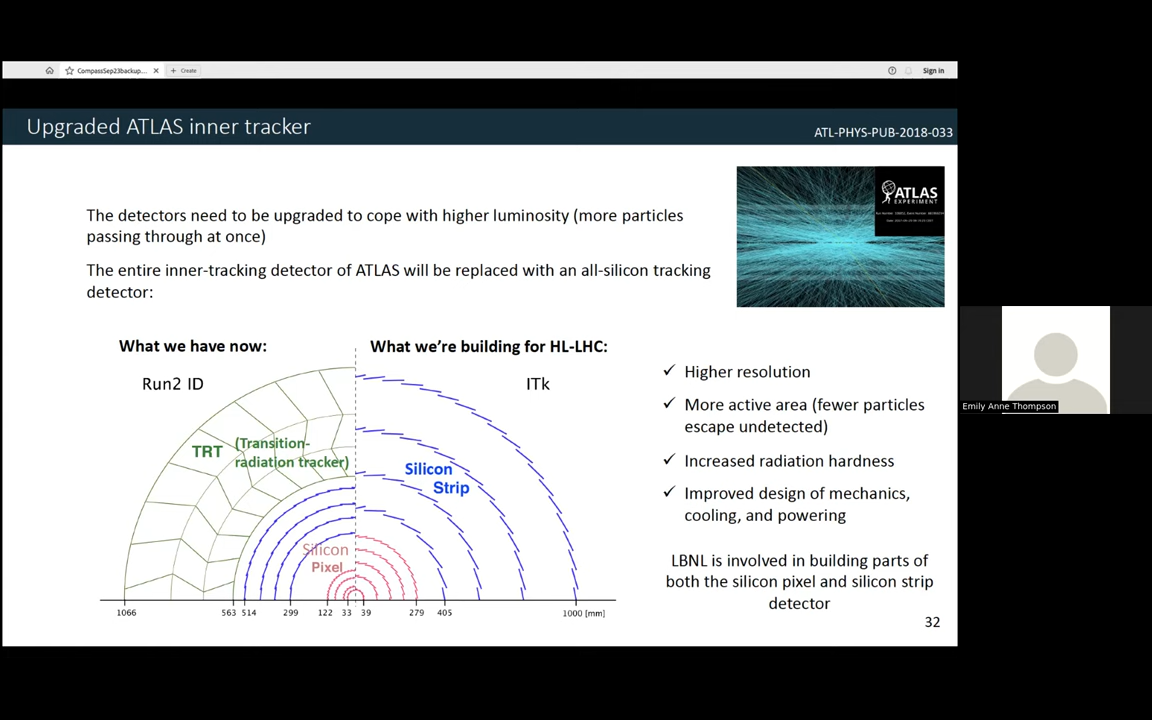 CompassSep23backup...
Create
Sign in
Upgraded ATLAS inner tracker
ATL-PHYS-PUB-2018-033
The detectors need to be upgraded to cope with higher luminosity (more particles
passing through at once)
The entire inner-tracking detector of ATLAS will be replaced with an all-silicon tracking
detector:
ATLAS
EXPERIMENT
What we have now:
What we're building for HL-LHC:
Run2 ID
ITk
TRT
(Transition-
radiation tracker)
Silicon
Strip
Silicon
Pixel
1066
563
514
299
122
33
39
279
405
1000 [mm]
✓ Higher resolution
✓ More active area (fewer particles
escape undetected)
✓ Increased radiation hardness
✓ Improved design of mechanics,
cooling, and powering
LBNL is involved in building parts of
both the silicon pixel and silicon strip
detector
32
Emily Anne Thompson